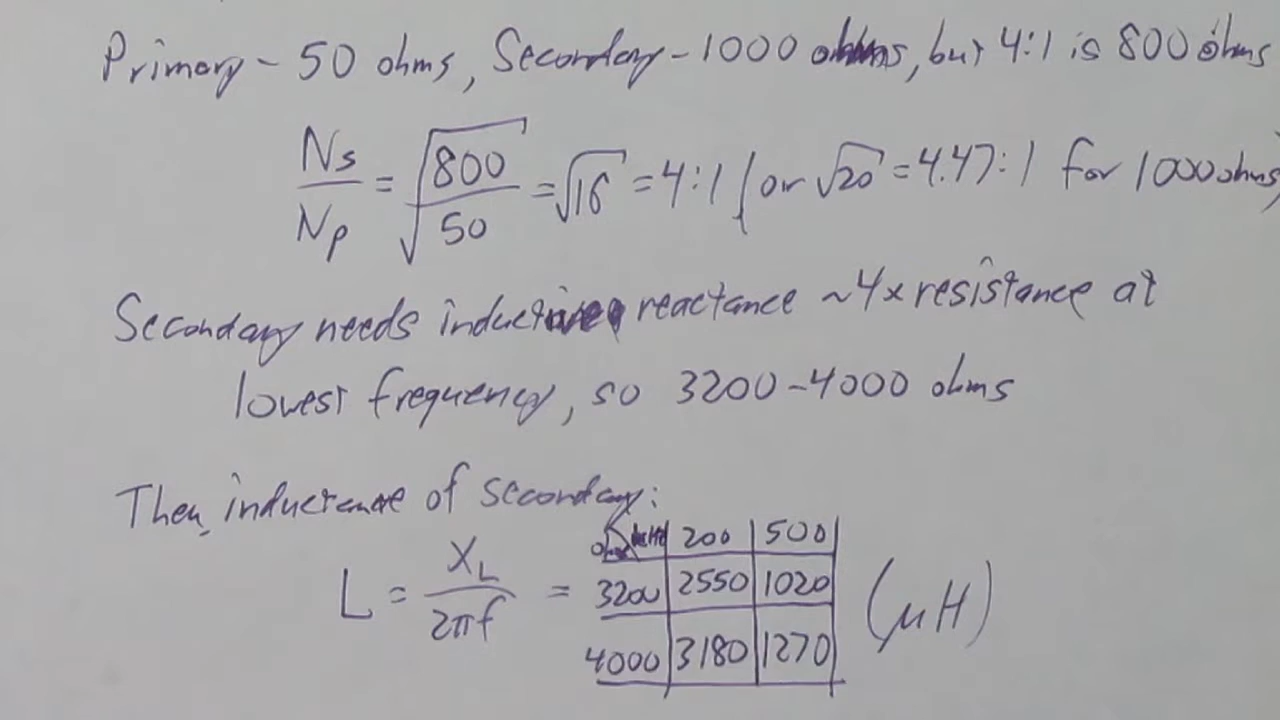 Primary - 50 ohms, Secondary - 1000 ohms, but 4:1 is 800 ohms
Ns/Np = √(800/50) = √16 = 4:1 (or √20 = 4.47:1 for 1000 ohms)
Secondary needs inductive reactance ~4x resistance at
lowest frequency, so 3200-4000 ohms
Then, inductance of secondary:
L = XL/2πf =
200 500
3200 2550 1020
4000 3180 1270
(μH)